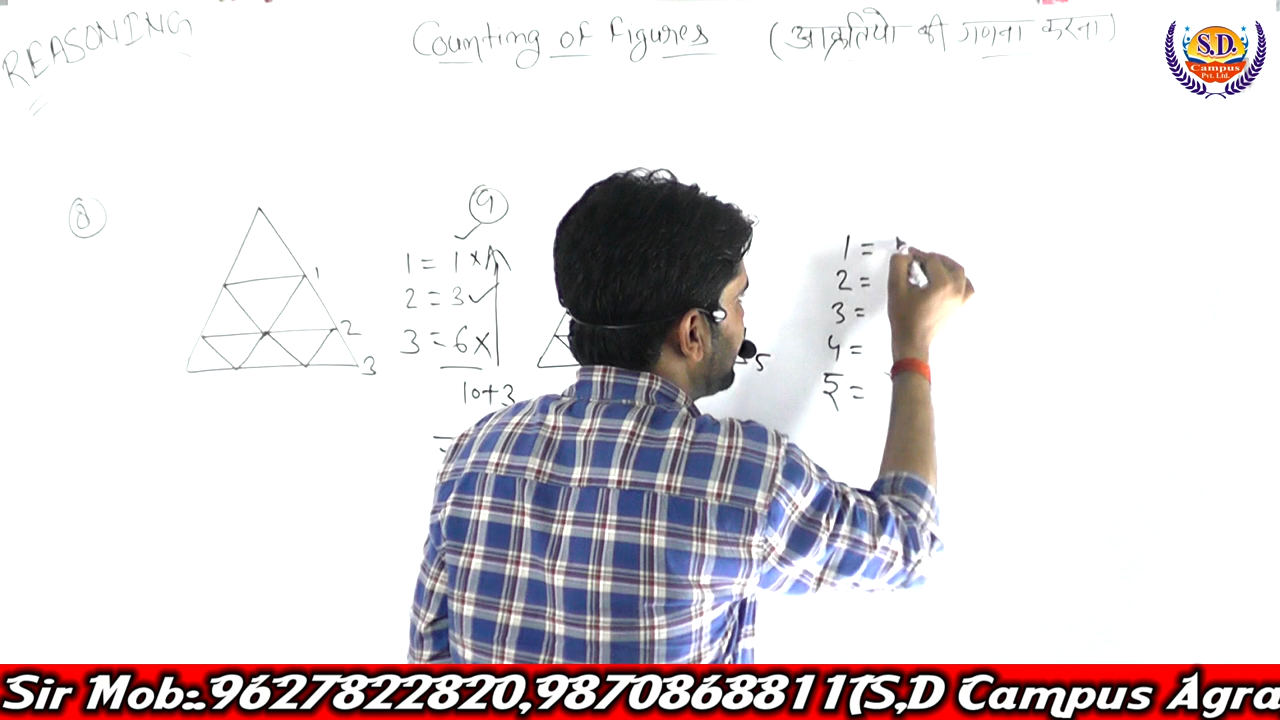 REASONING
Counting of Figures (आक्रतियो की गणना करना)
S.D.
Campus
Pvt. Ltd.
8
1
2
3
9
1 = 1 ×
2 = 3 ✓
3 = 6 ×
10+3
5
1 =
2 =
3 =
4 =
5 =
Sir Mob:.9627822820,9870868811(S,D Campus Agra